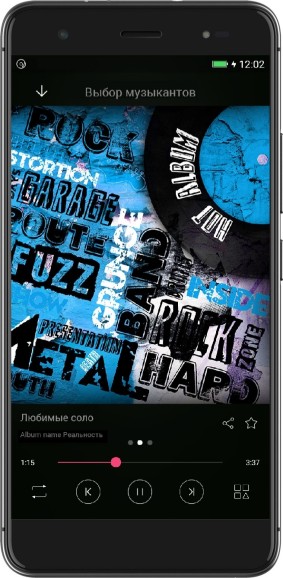 12:02
Выбор музыкантов
ROCK
ALBUM
STORTION
HOT
GARAGE
ROUTE
GRUNGE
BAND
INSIDE
FUZZ
ROCK
ZONE
PRESENTATION
METAL
HARD
Любимые соло
Album name Реальность
1:15
3:37